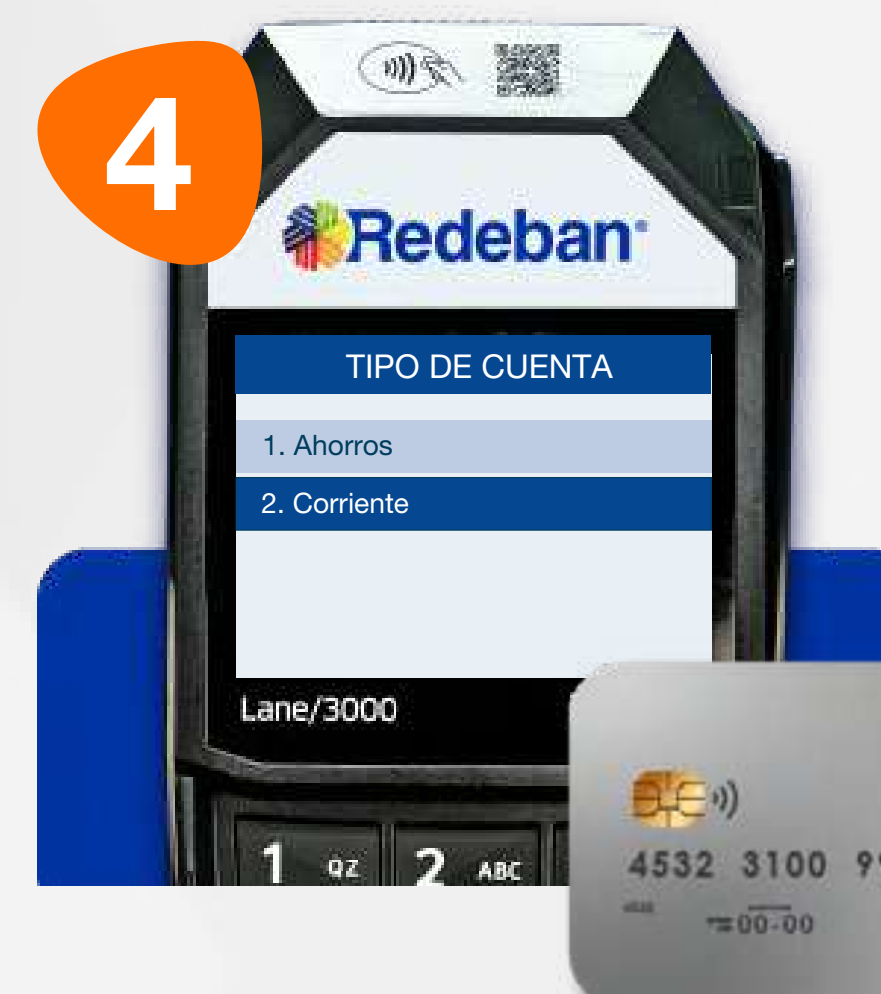 4
Redeban
TIPO DE CUENTA
1. Ahorros
2. Corriente
Lane/3000
1 QZ 2 ABC
4532 3100 9
00-00